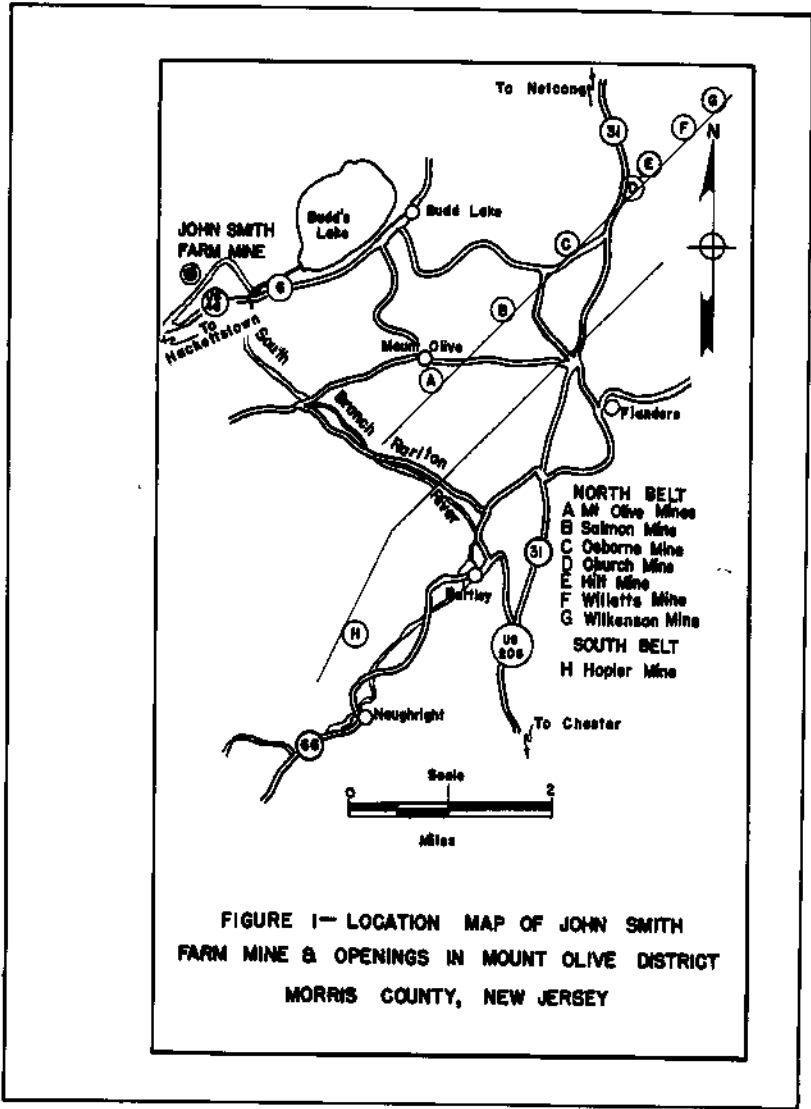 To Netcong
G
F
N
31
E
D
Budd's
Lake
Budd Lake
JOHN SMITH
FARM MINE
C
6
US
46
B
To
Hackettstown
South
Mount Olive
A
Branch
Flanders
Raritan
River
NORTH BELT
A Mt Olive Mines
B Salmon Mine
C Osborne Mine
D Church Mine
E Hilt Mine
F Willetts Mine
G Wilkenson Mine
SOUTH BELT
H Hopler Mine
31
Bartley
H
US
206
Naughright
To Chester
Scale
0
2
Miles
FIGURE 1— LOCATION MAP OF JOHN SMITH
FARM MINE & OPENINGS IN MOUNT OLIVE DISTRICT
MORRIS COUNTY, NEW JERSEY